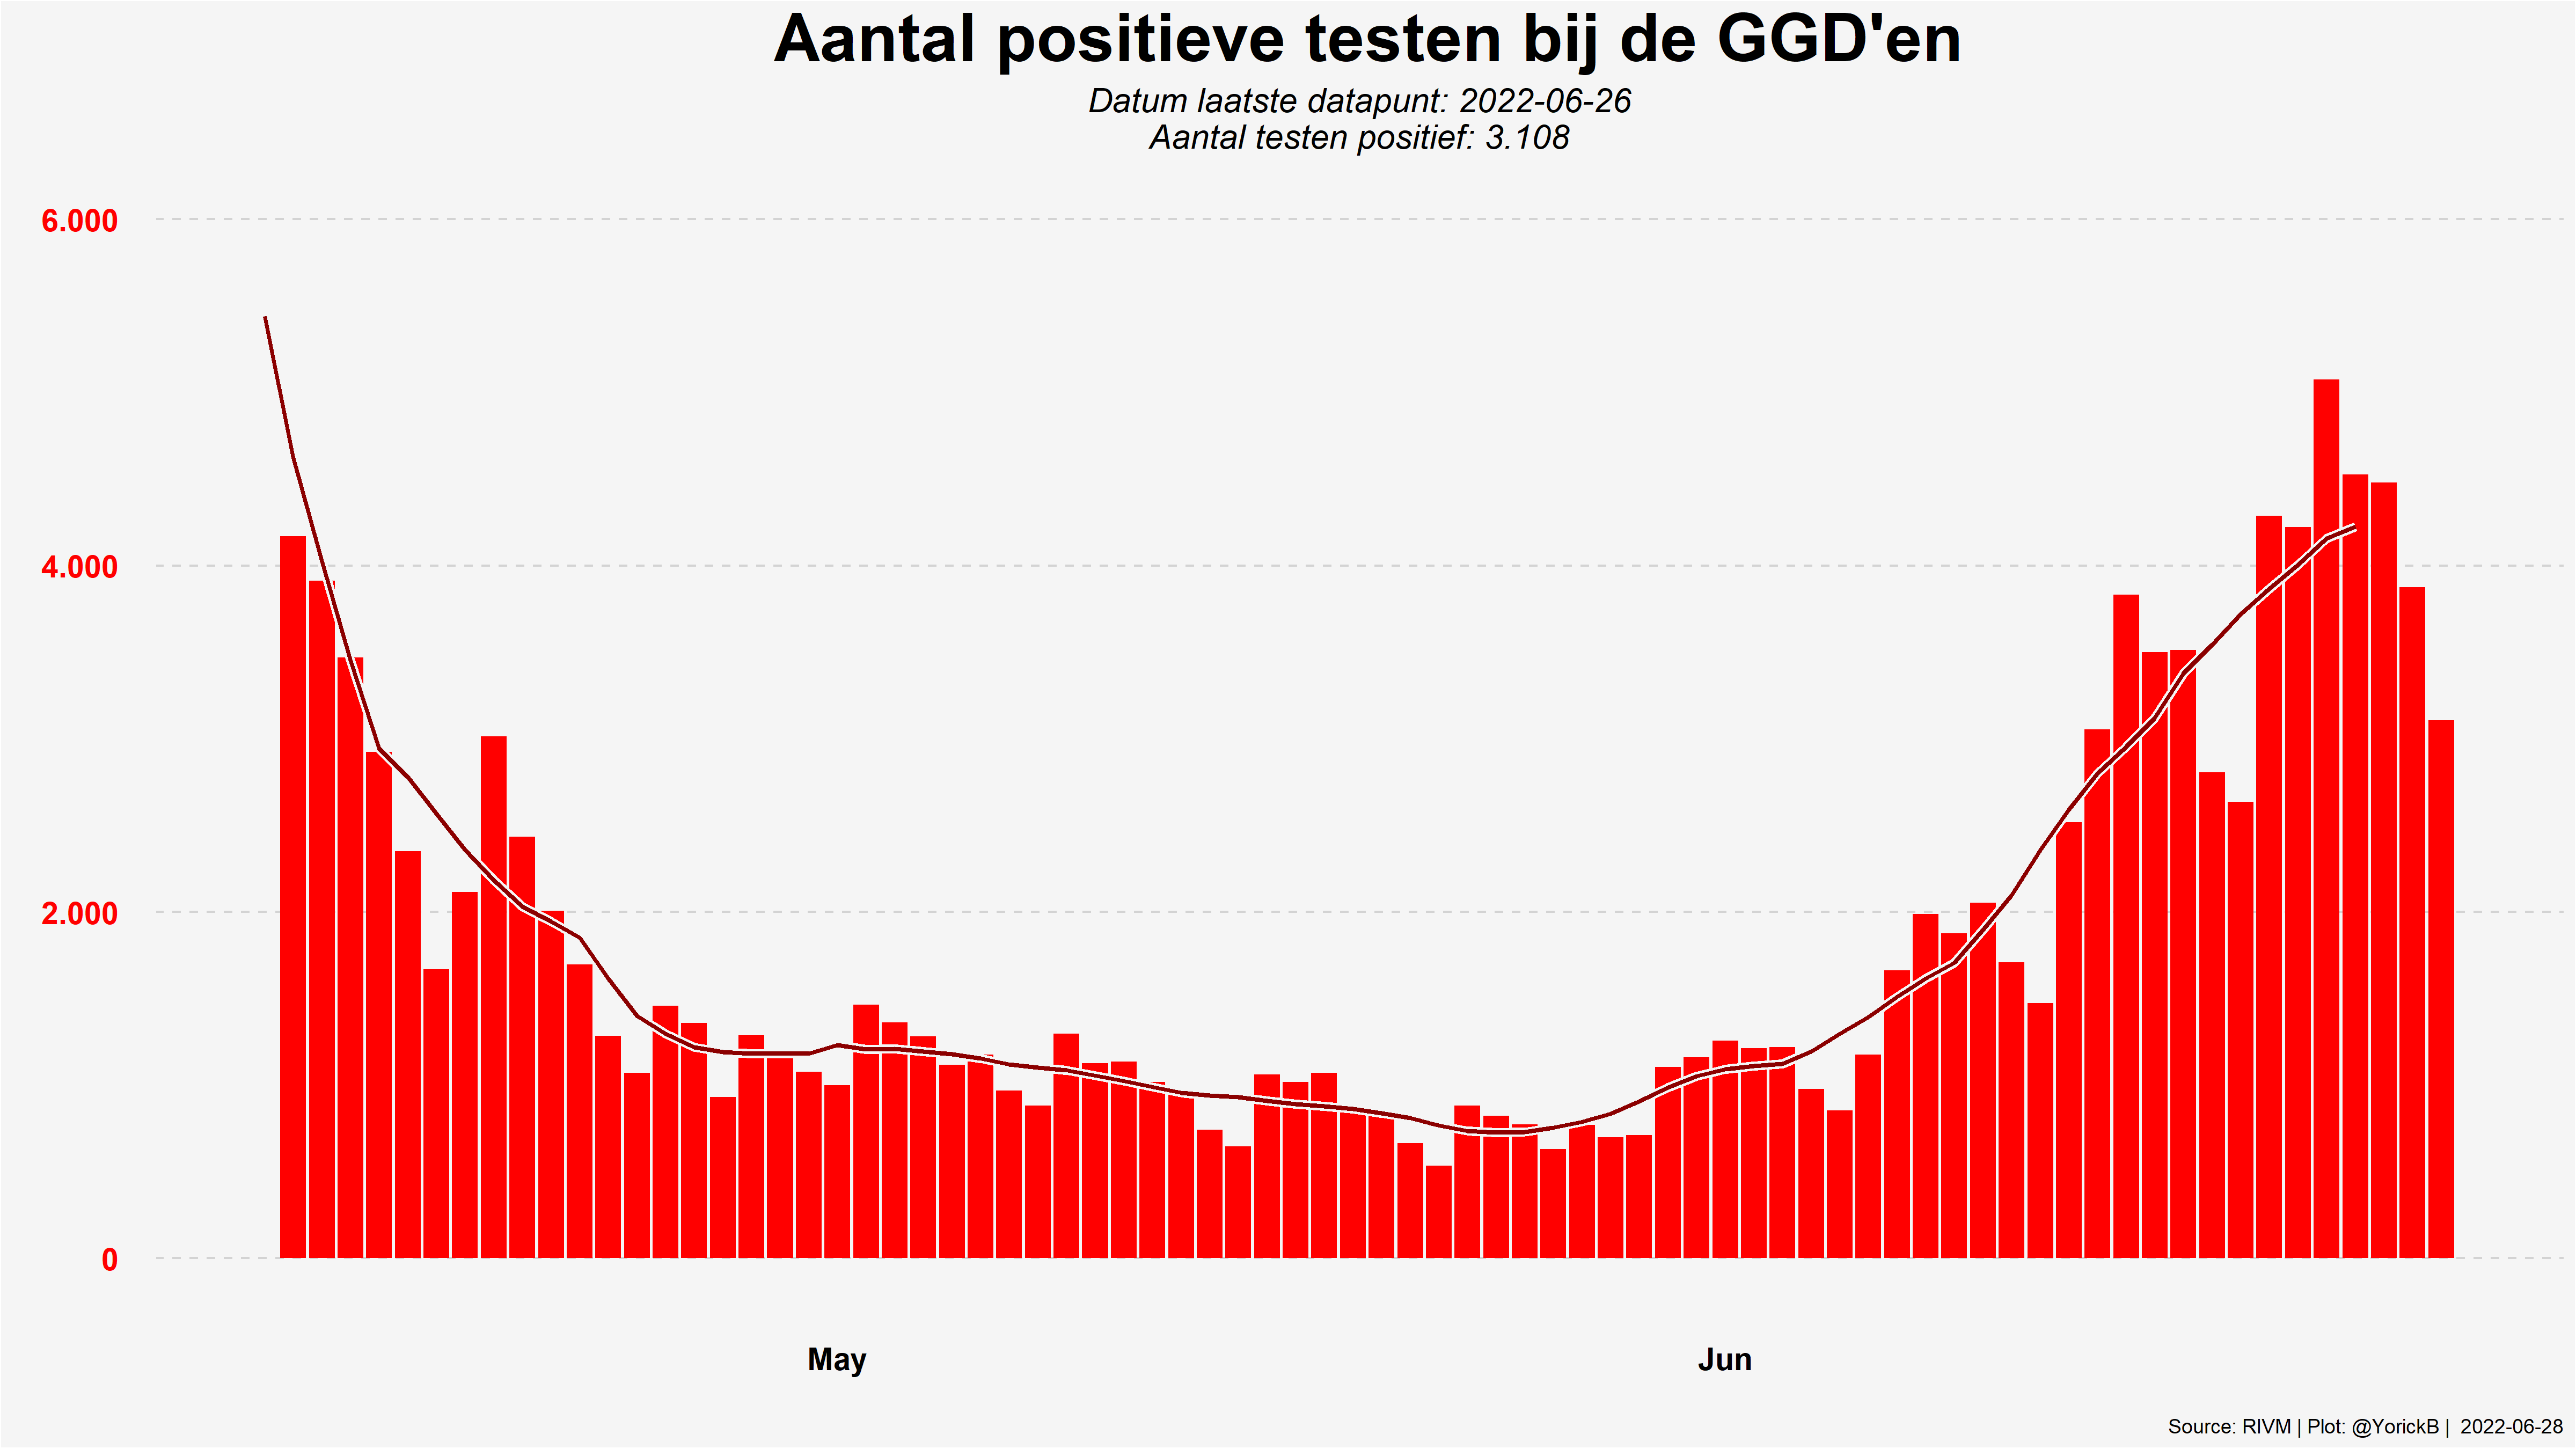 Aantal positieve testen bij de GGD'en
Datum laatste datapunt: 2022-06-26
Aantal testen positief: 3.108
6.000
4.000
2.000
0
May
Jun
Source: RIVM | Plot: @YorickB | 2022-06-28